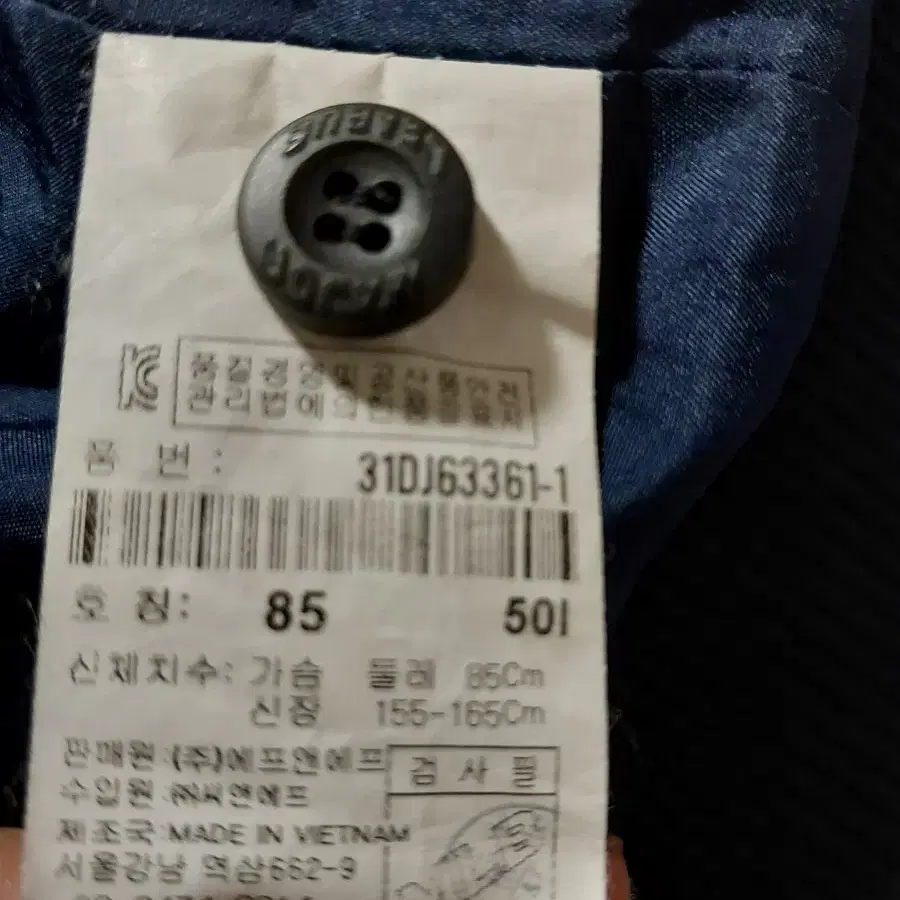 품질경영및공산품안전
관리법에의한품질표시
품 번 : 31DJ63361-1
호 칭: 85 50I
신체치수: 가슴 둘레 85Cm
신장 155-165Cm
판매원 :(주)에프앤에프
수입원 :㈜씨앤에프
검 사 필
제조국:MADE IN VIETNAM
서울강남 역삼662-9